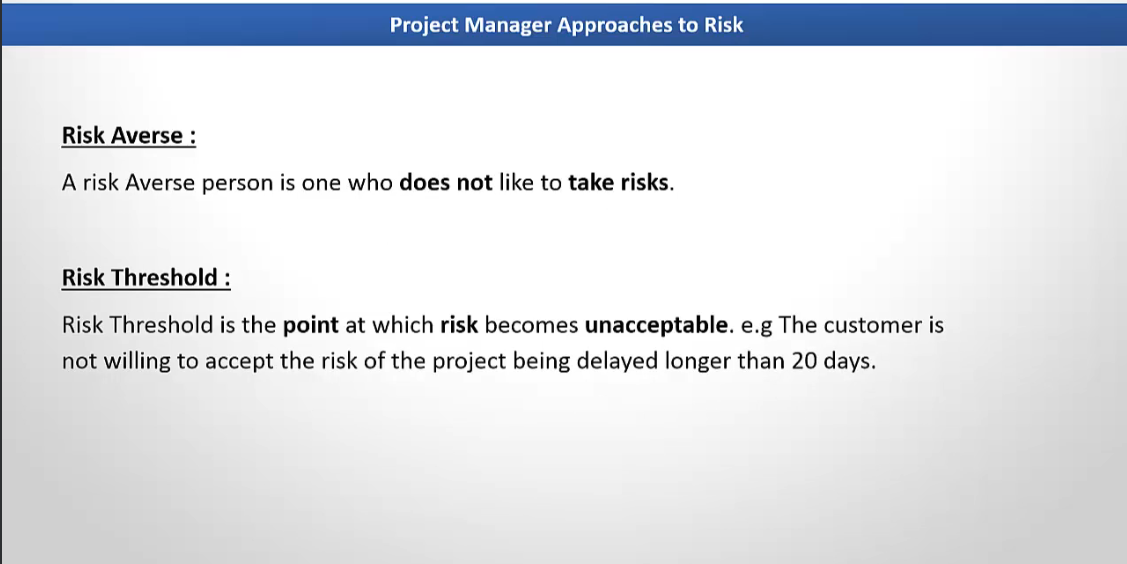 Project Manager Approaches to Risk
Risk Averse :
A risk Averse person is one who does not like to take risks.
Risk Threshold :
Risk Threshold is the point at which risk becomes unacceptable. e.g The customer is
not willing to accept the risk of the project being delayed longer than 20 days.